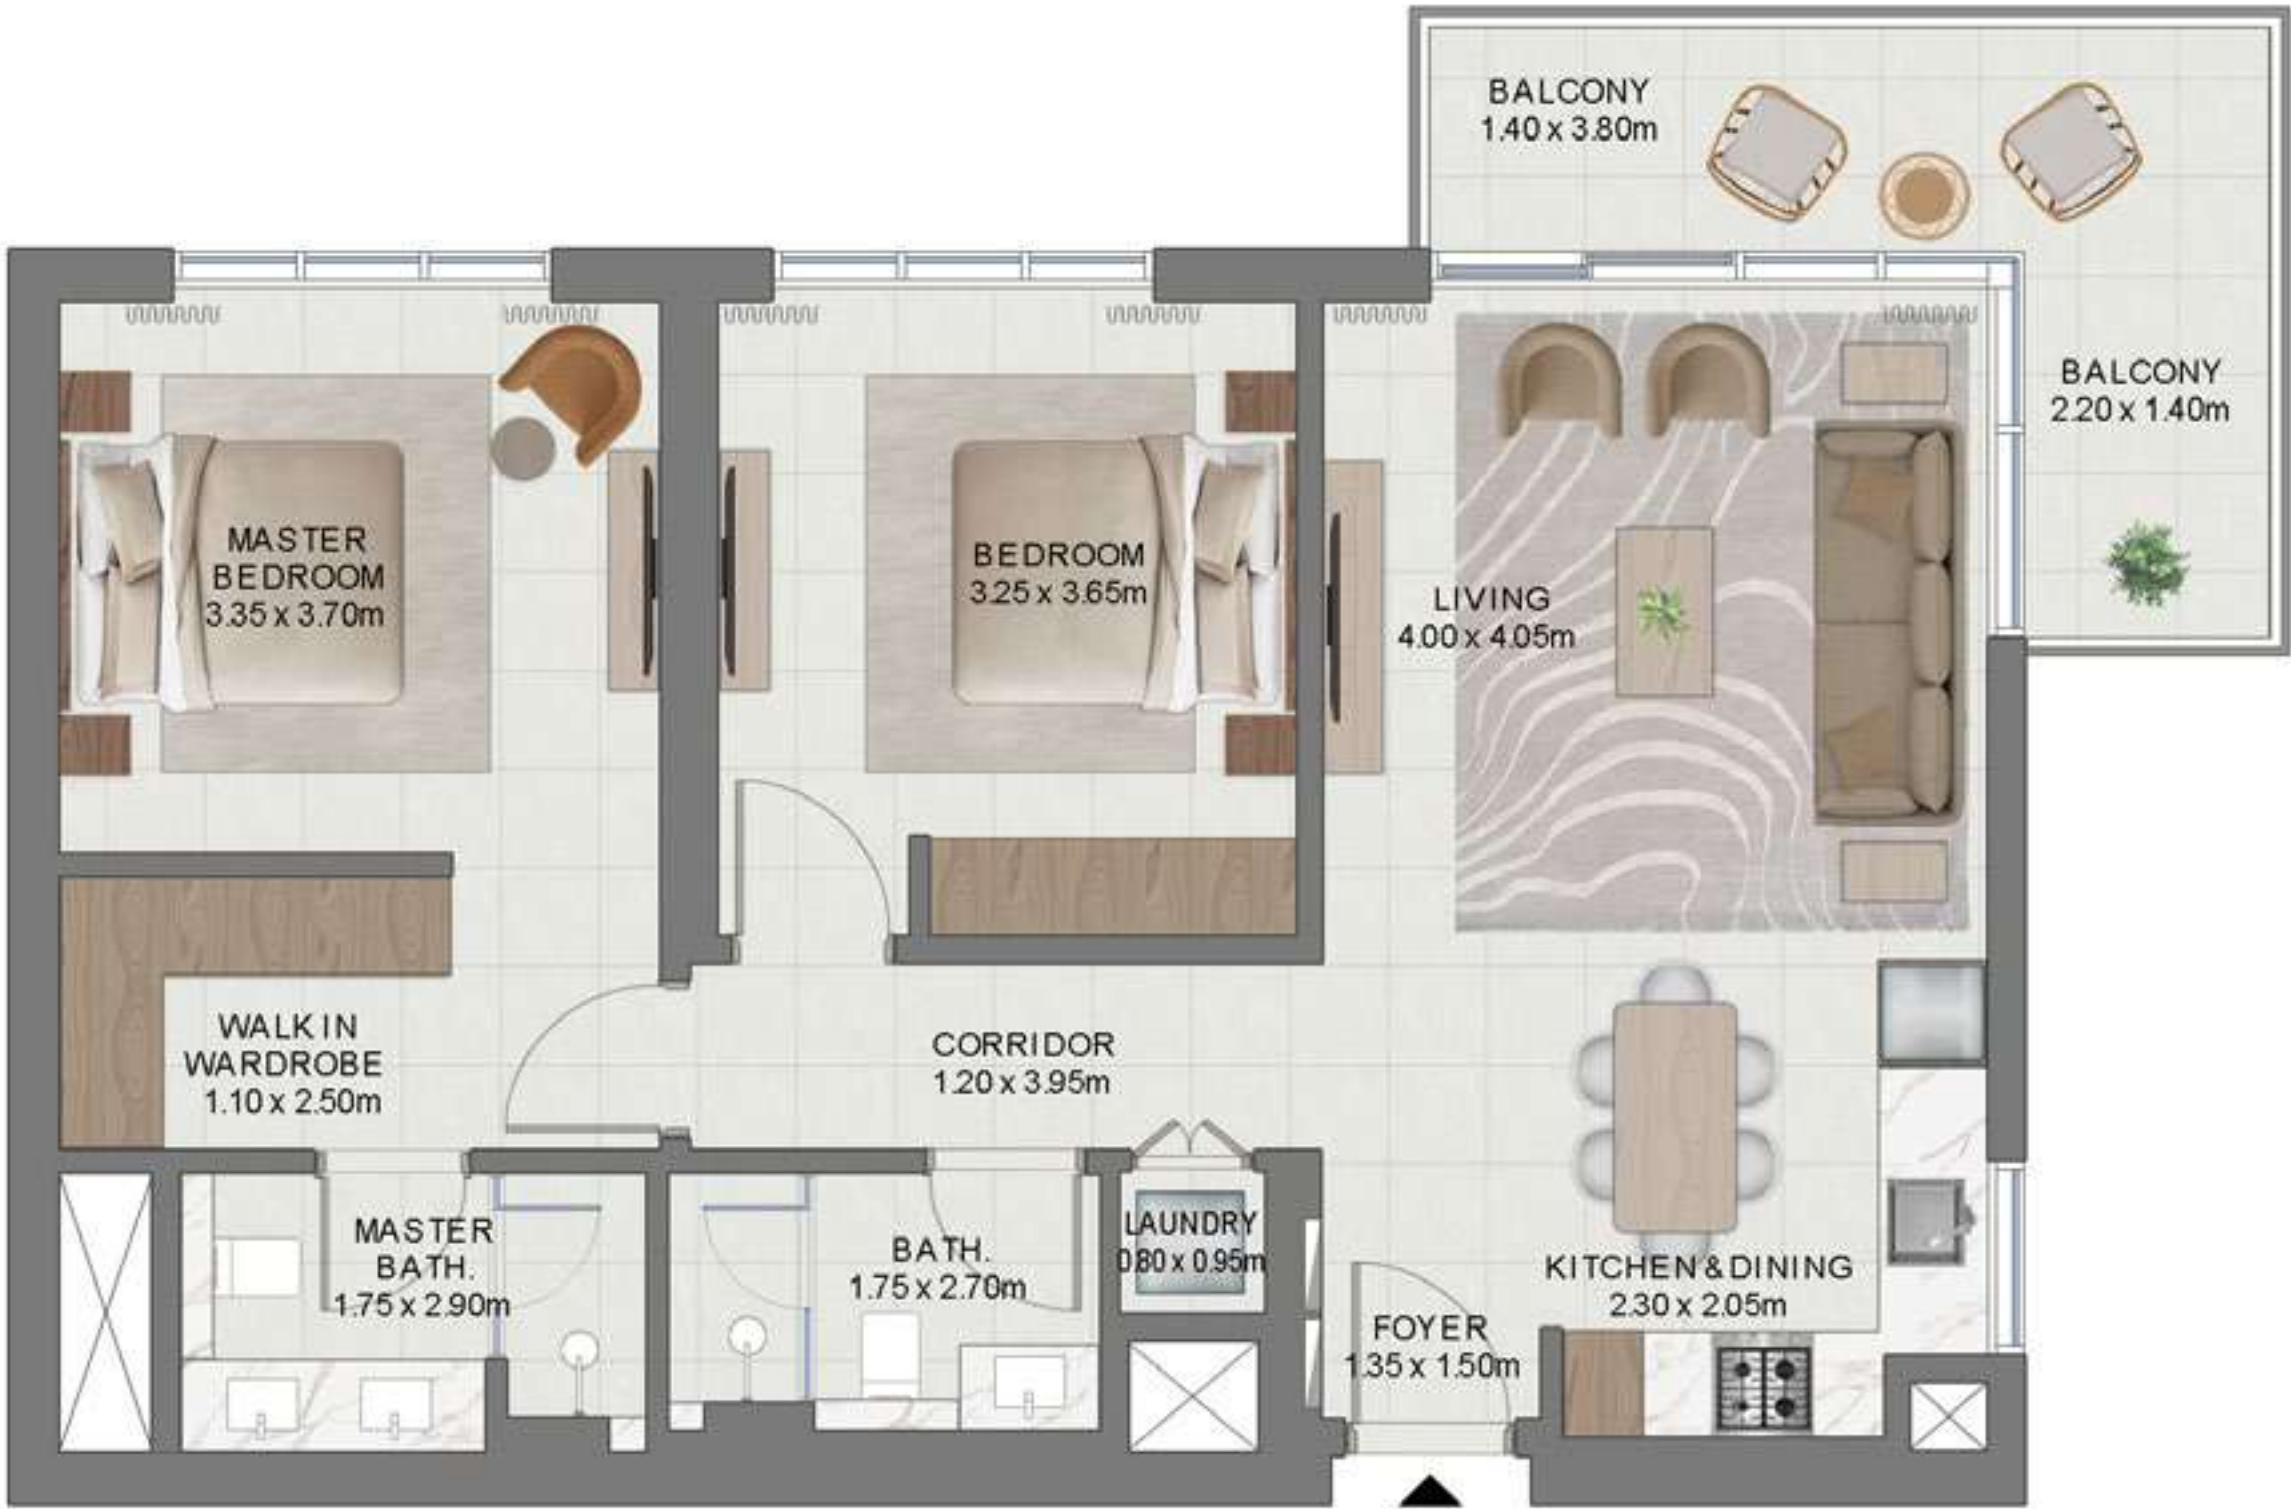 BALCONY
1.40 x 3.80m
BALCONY
2.20 x 1.40m
MASTER
BEDROOM
3.35 x 3.70m
BEDROOM
3.25 x 3.65m
LIVING
4.00 x 4.05m
WALK IN
WARDROBE
1.10 x 2.50m
CORRIDOR
1.20 x 3.95m
MASTER
BATH.
1.75 x 2.90m
BATH.
1.75 x 2.70m
LAUNDRY
0.80 x 0.95m
KITCHEN & DINING
2.30 x 2.05m
FOYER
1.35 x 1.50m